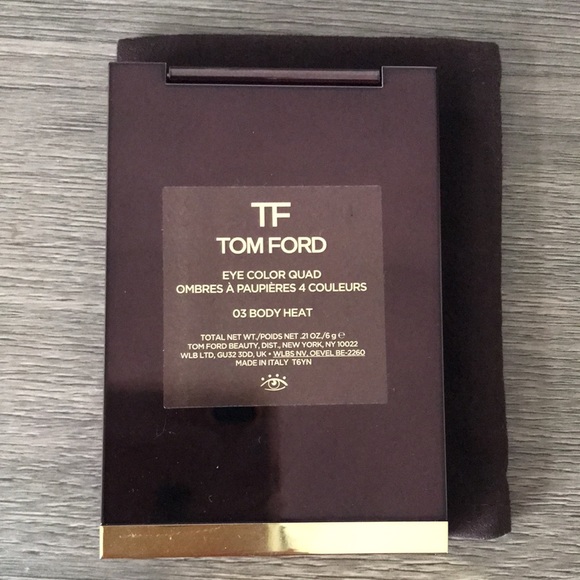 TF
TOM FORD
EYE COLOR QUAD
OMBRES À PAUPIÈRES 4 COULEURS
03 BODY HEAT
TOTAL NET WT./POIDS NET .21 OZ./6 g ℮
TOM FORD BEAUTY, DIST., NEW YORK, NY 10022
WLB LTD, GU32 3DD, UK • WLBS NV, OEVEL BE-2260
MADE IN ITALY T6YN